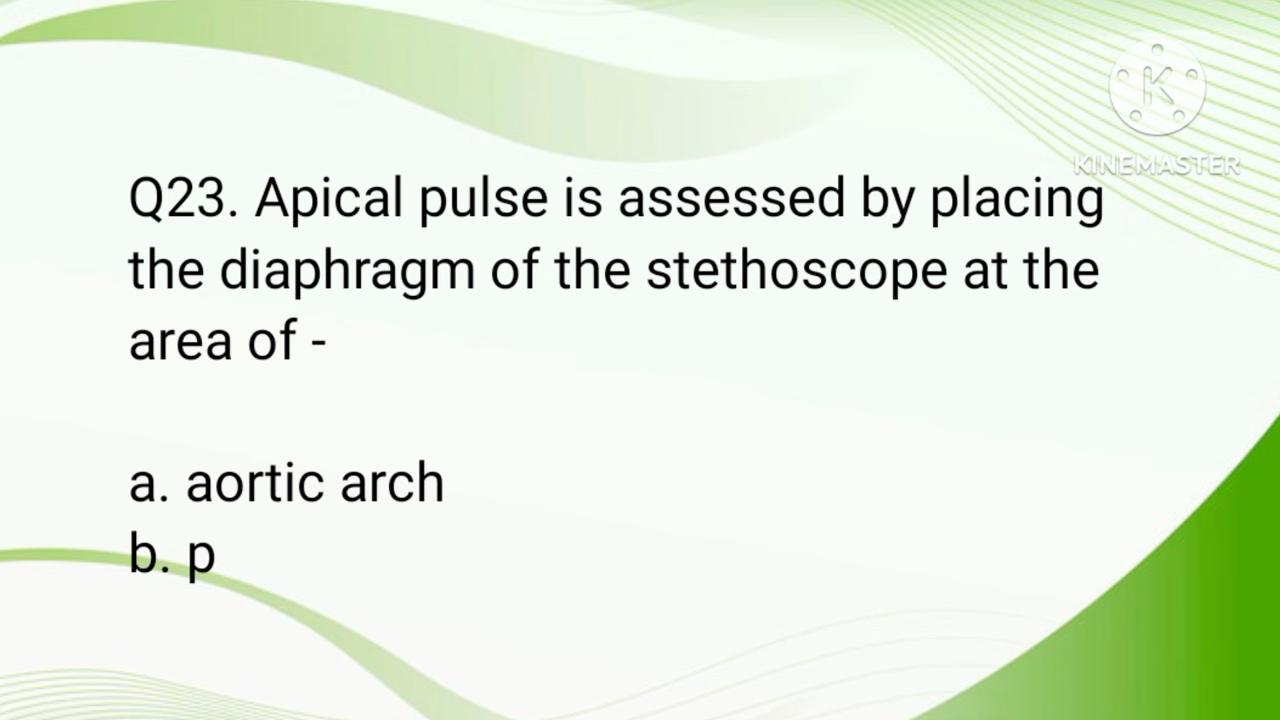 K
KINEMASTER
Q23. Apical pulse is assessed by placing
the diaphragm of the stethoscope at the
area of -
a. aortic arch
b. p